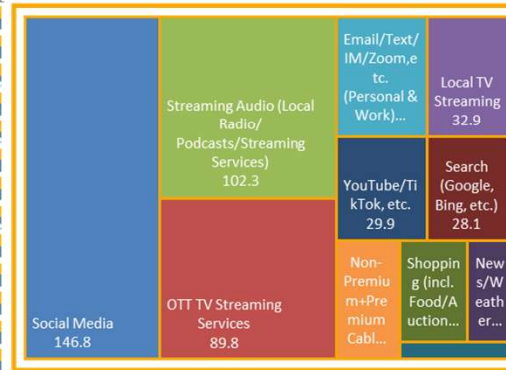 Social Media
146.8
Streaming Audio (Local
Radio/
Podcasts/Streaming
Services)
102.3
OTT TV Streaming
Services
89.8
Email/Text/
IM/Zoom,e
tc.
(Personal &
Work)...
Local TV
Streaming
32.9
YouTube/Ti
kTok, etc.
29.9
Search
(Google,
Bing, etc.)
28.1
Non-
Premiu
m+Pre
mium
Cabl...
Shoppin
g (incl.
Food/A
uction...
New
s/W
eath
er...